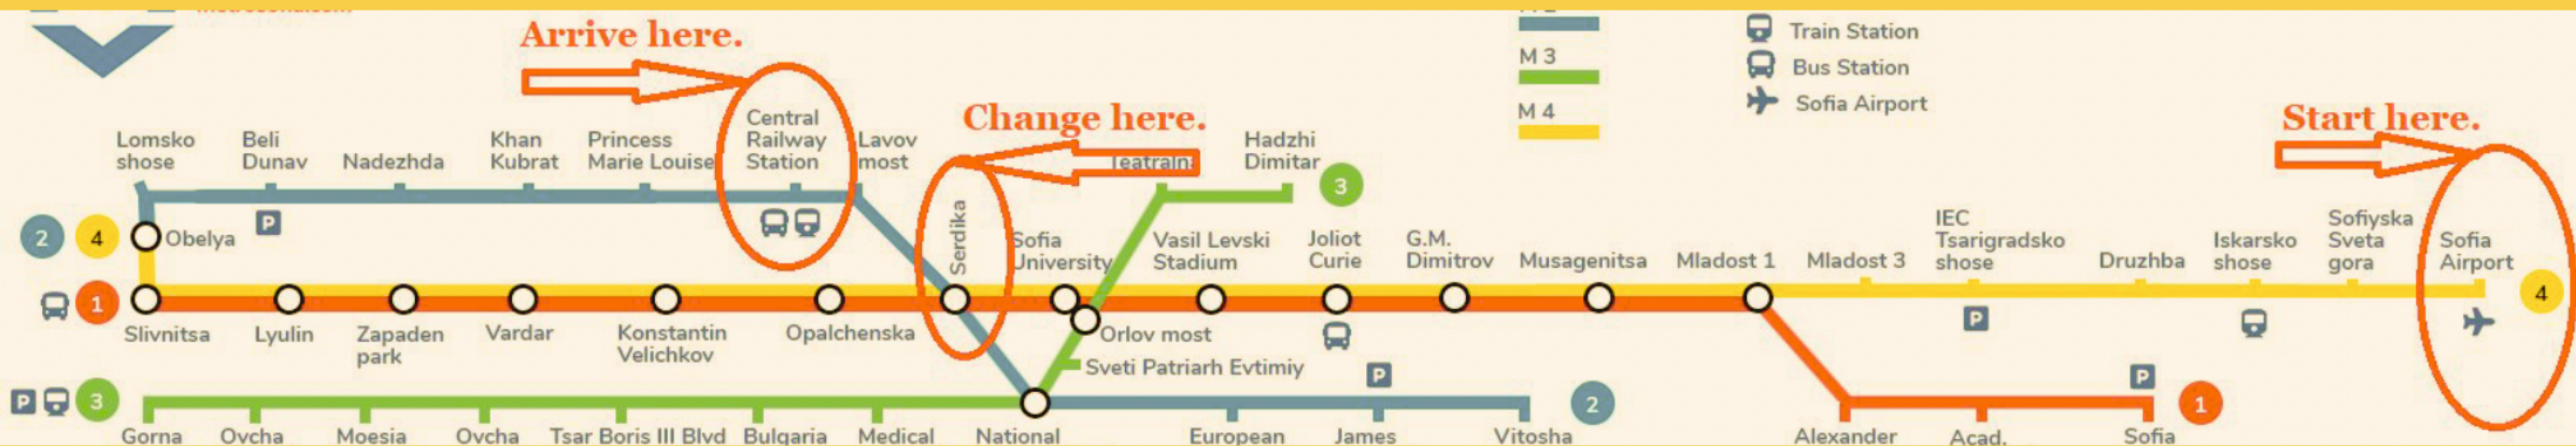 Arrive here.
Change here.
Start here.
M 3
M 4
Train Station
Bus Station
Sofia Airport
Lomsko
shose
Beli
Dunav
Nadezhda
Khan
Kubrat
Princess
Marie Louise
Central
Railway
Station
Lavov
most
Hadzhi
Dimitar
3
2
4
Obelya
P
Serdika
Sofia
University
Vasil Levski
Stadium
Joliot
Curie
G.M.
Dimitrov
Musagenitsa
Mladost 1
Mladost 3
IEC
Tsarigradsko
shose
Druzhba
Iskarsko
shose
Sofiyska
Sveta
gora
Sofia
Airport
4
1
Slivnitsa
Lyulin
Zapaden
park
Vardar
Konstantin
Velichkov
Opalchenska
Orlov most
P
Sveti Patriarh Evtimiy
P
P
P
3
2
1
Gorna
Ovcha
Moesia
Ovcha
Tsar Boris III Blvd
Bulgaria
Medical
National
European
James
Vitosha
Alexander
Acad.
Sofia